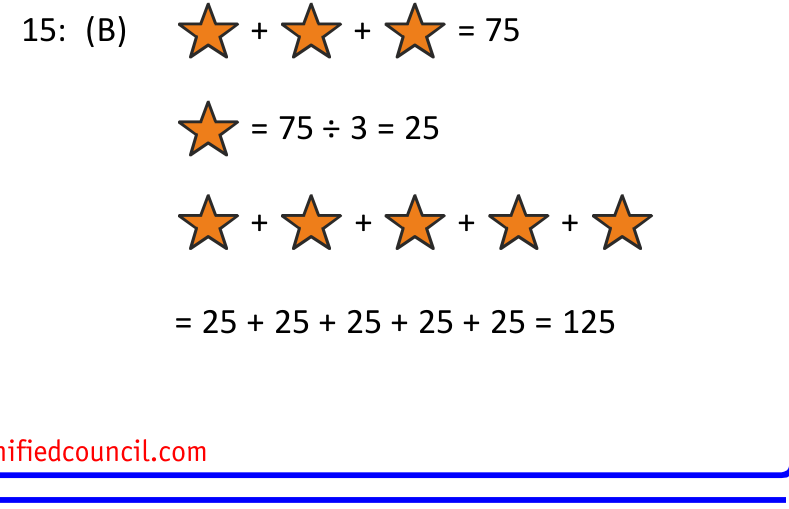 15: (B) + + = 75
= 75 ÷ 3 = 25
+ + + +
= 25 + 25 + 25 + 25 + 25 = 125
nifiedcouncil.com